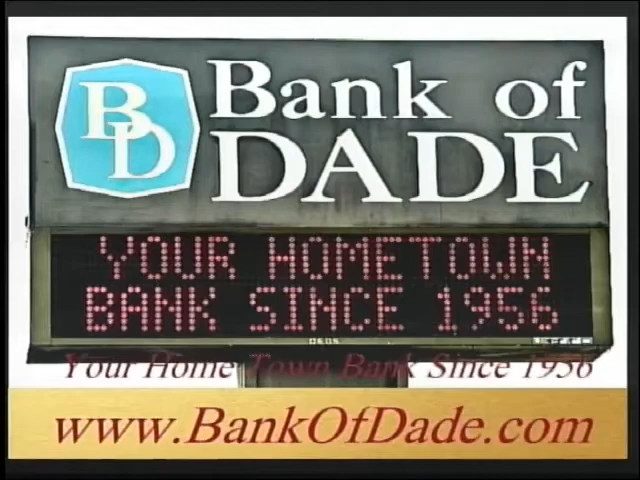 BD
Bank of
DADE
YOUR HOMETOWN
BANK SINCE 1956
Your Home Town Bank Since 1956
www.BankOfDade.com